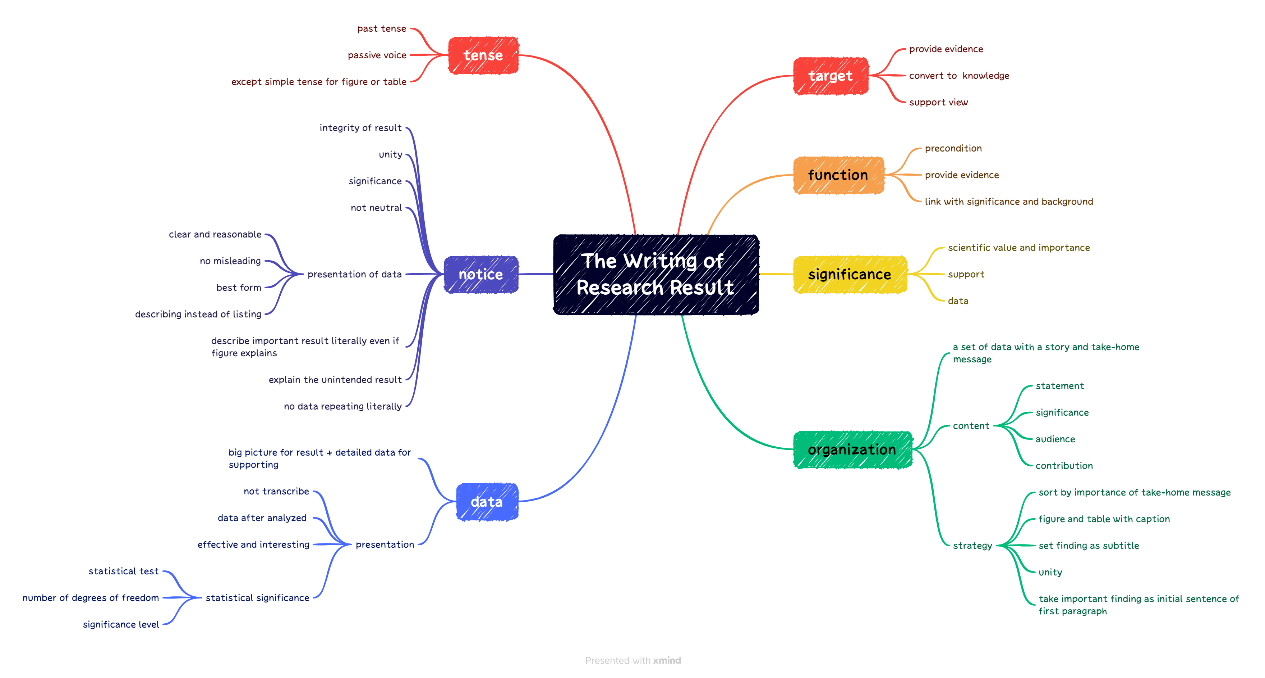 The Writing of
Research Result
tense
past tense
passive voice
except simple tense for figure or table
notice
integrity of result
unity
significance
not neutral
presentation of data
clear and reasonable
no misleading
best form
describing instead of listing
describe important result literally even if
figure explains
explain the unintended result
no data repeating literally
data
big picture for result + detailed data for
supporting
presentation
not transcribe
data after analyzed
effective and interesting
statistical significance
statistical test
number of degrees of freedom
significance level
target
provide evidence
convert to knowledge
support view
function
precondition
provide evidence
link with significance and background
significance
scientific value and importance
support
data
organization
a set of data with a story and take-home
message
content
statement
significance
audience
contribution
strategy
sort by importance of take-home message
figure and table with caption
set finding as subtitle
unity
take important finding as initial sentence of
first paragraph
Presented with xmind